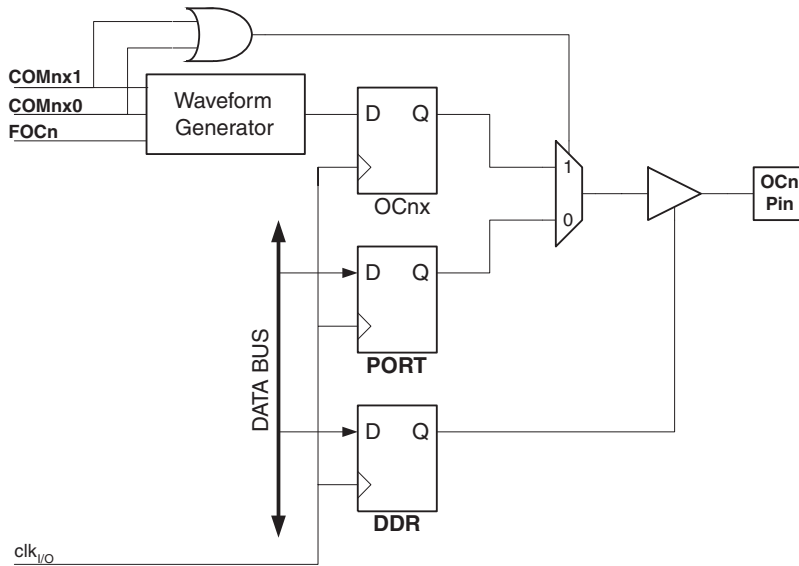 COMnx1
COMnx0
FOCn
Waveform
Generator
D Q
OCnx
1
0
OCn
Pin
D Q
PORT
DATA BUS
D Q
DDR
clkI/O